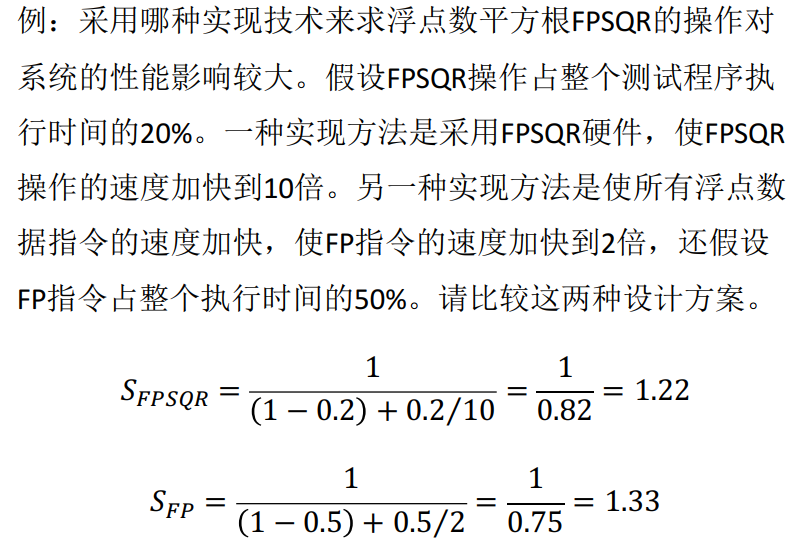 例：采用哪种实现技术来求浮点数平方根FPSQR的操作对
系统的性能影响较大。假设FPSQR操作占整个测试程序执
行时间的20%。一种实现方法是采用FPSQR硬件，使FPSQR
操作的速度加快到10倍。另一种实现方法是使所有浮点数
据指令的速度加快，使FP指令的速度加快到2倍，还假设
FP指令占整个执行时间的50%。请比较这两种设计方案。
S_{FPSQR} = \frac{1}{(1 − 0.2) + 0.2/10} = \frac{1}{0.82} = 1.22
S_{FP} = \frac{1}{(1 − 0.5) + 0.5/2} = \frac{1}{0.75} = 1.33